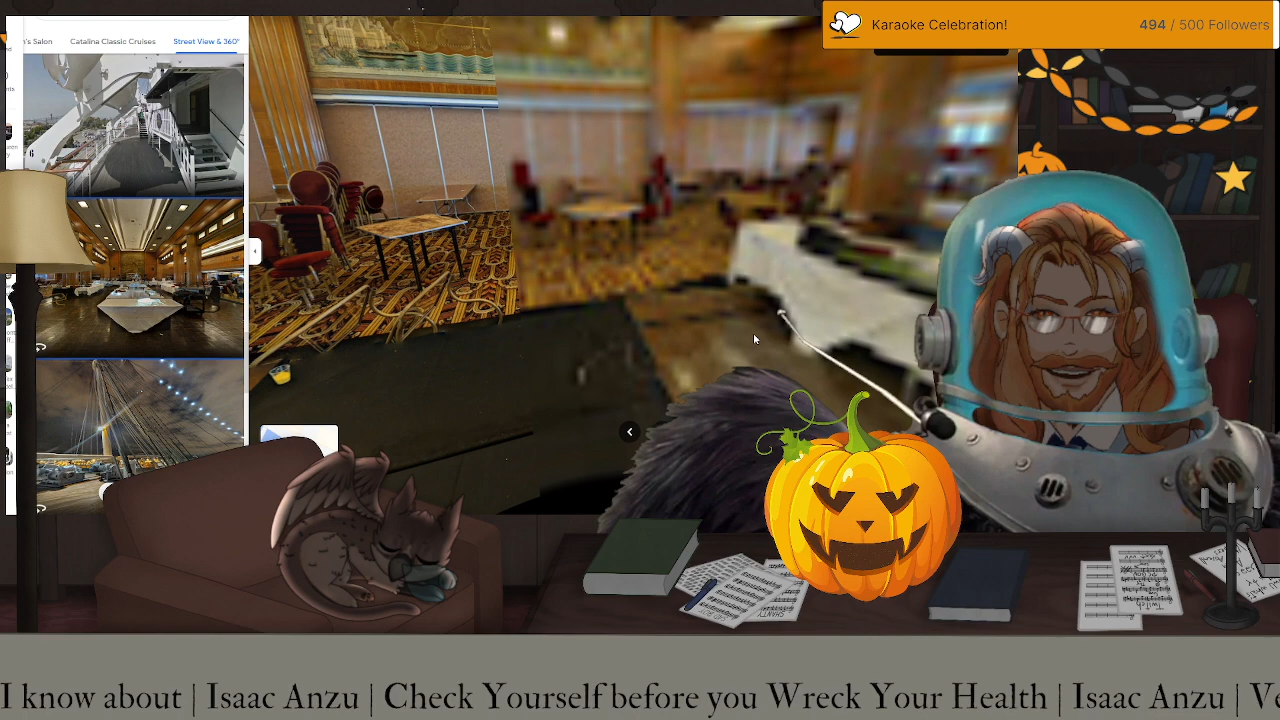 Karaoke Celebration!
494 / 500 Followers
's Salon
Catalina Classic Cruises
Street View & 360°
I know about | Isaac Anzu | Check Yourself before you Wreck Your Health | Isaac Anzu | V